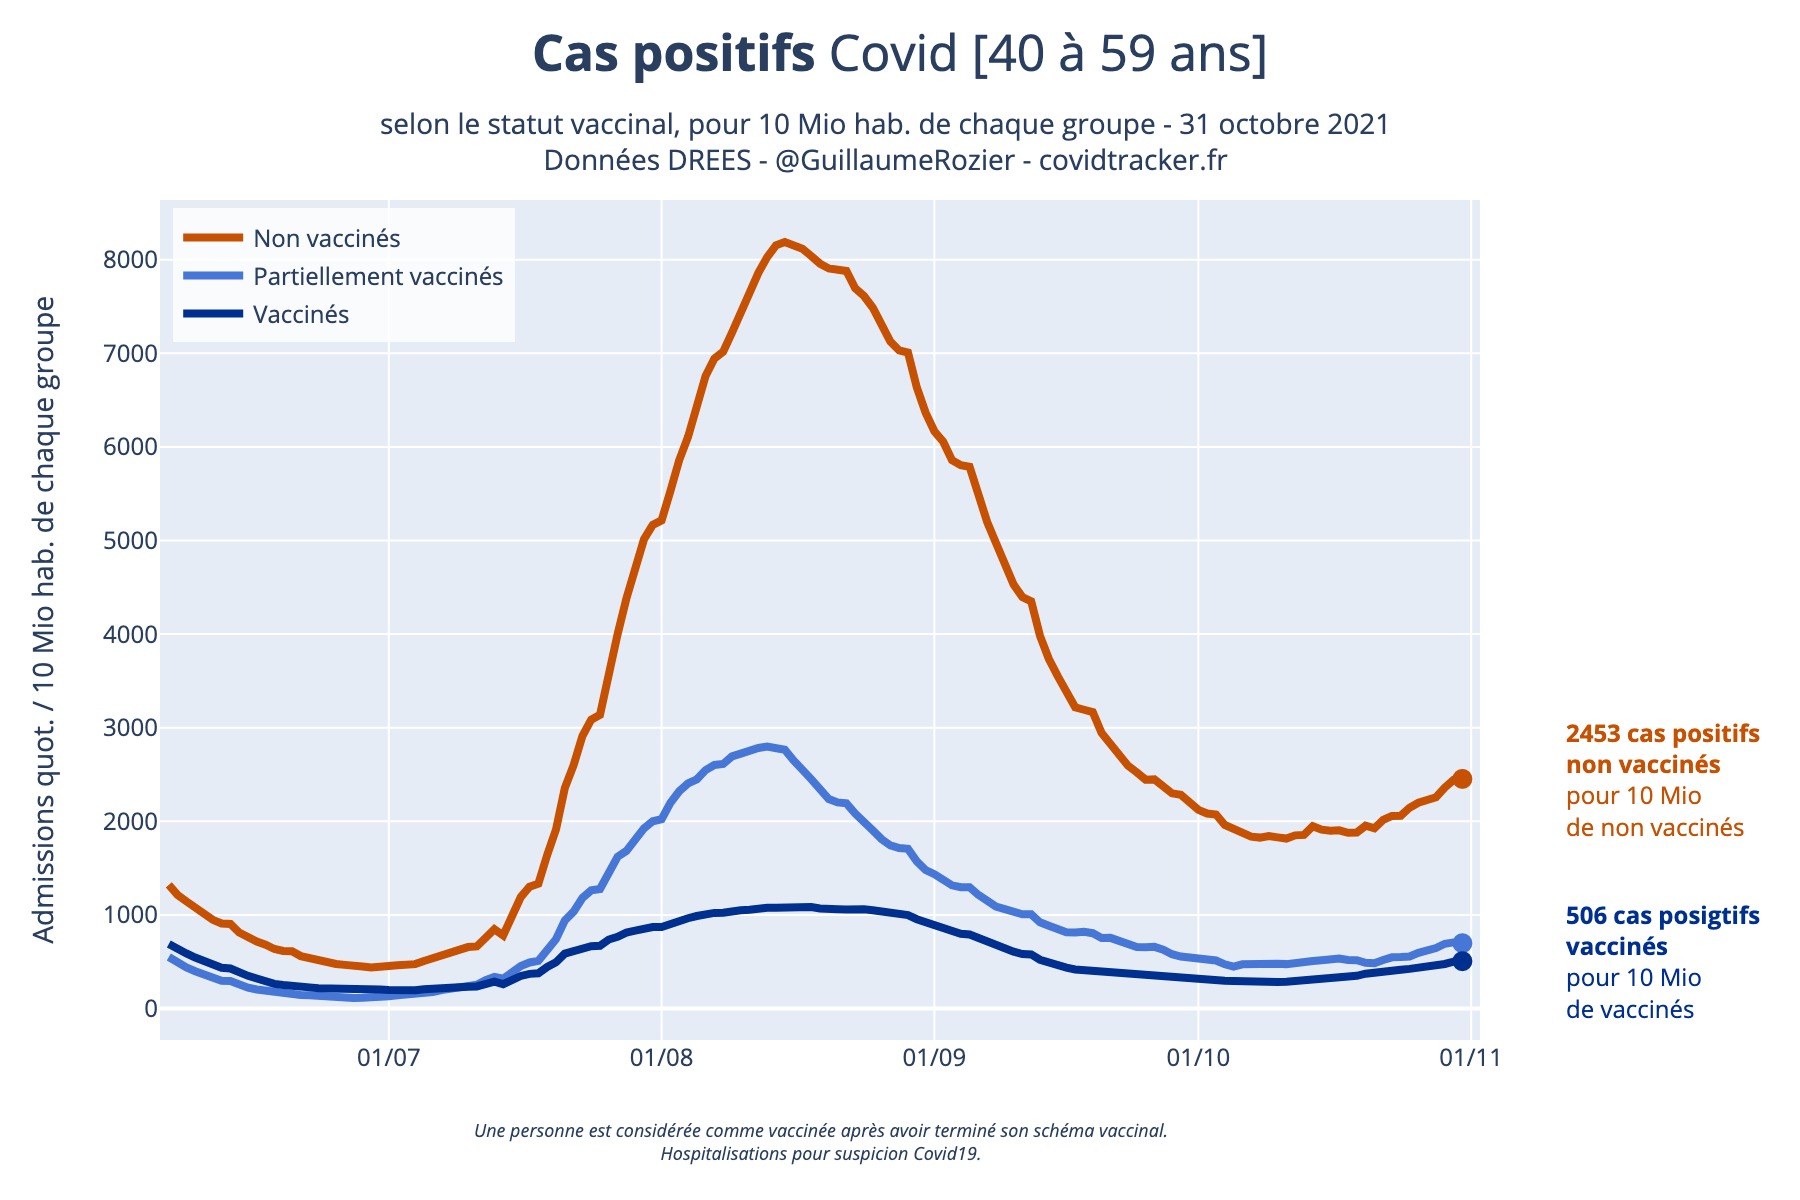 Cas positifs Covid [40 à 59 ans]
selon le statut vaccinal, pour 10 Mio hab. de chaque groupe - 31 octobre 2021
Données DREES - @GuillaumeRozier - covidtracker.fr
Non vaccinés
Partiellement vaccinés
Vaccinés
Admissions quot. / 10 Mio hab. de chaque groupe
8000
7000
6000
5000
4000
3000
2000
1000
0
01/07
01/08
01/09
01/10
01/11
2453 cas positifs
non vaccinés
pour 10 Mio
de non vaccinés
506 cas posigtifs
vaccinés
pour 10 Mio
de vaccinés
Une personne est considérée comme vaccinée après avoir terminé son schéma vaccinal.
Hospitalisations pour suspicion Covid19.